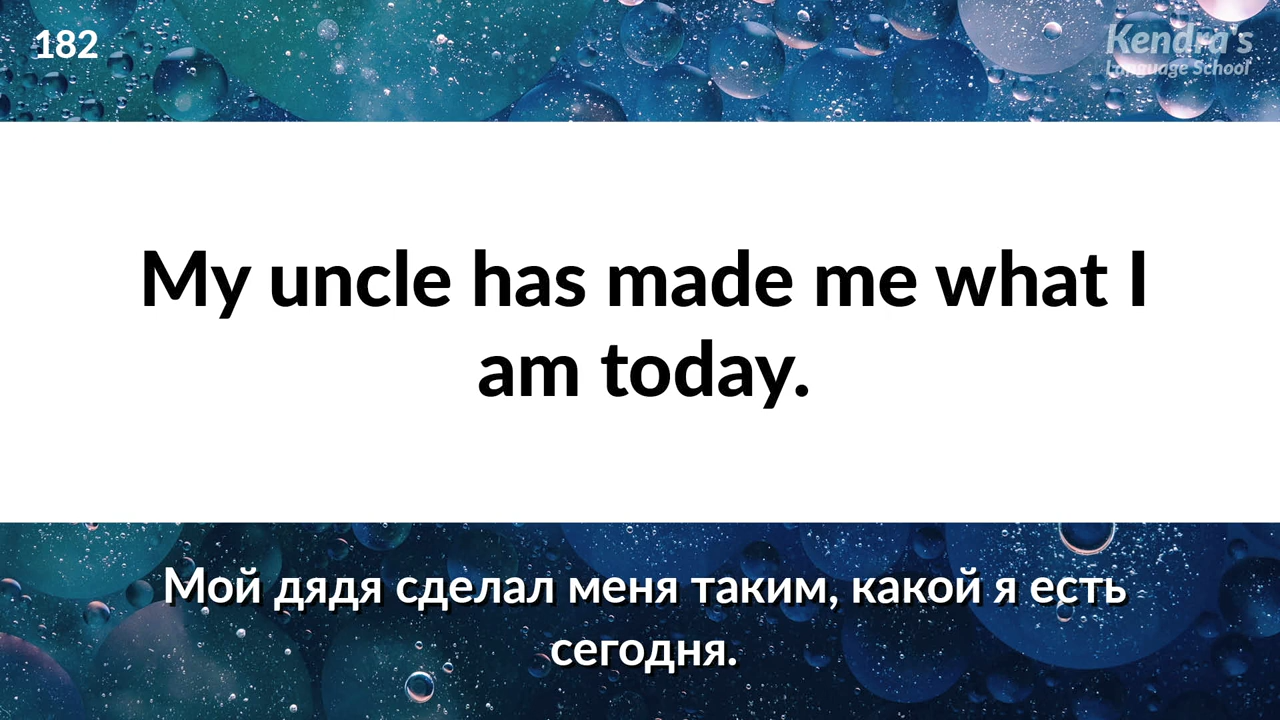 182
Kendra's
Language School
My uncle has made me what I
am today.
Мой дядя сделал меня таким, какой я есть
сегодня.